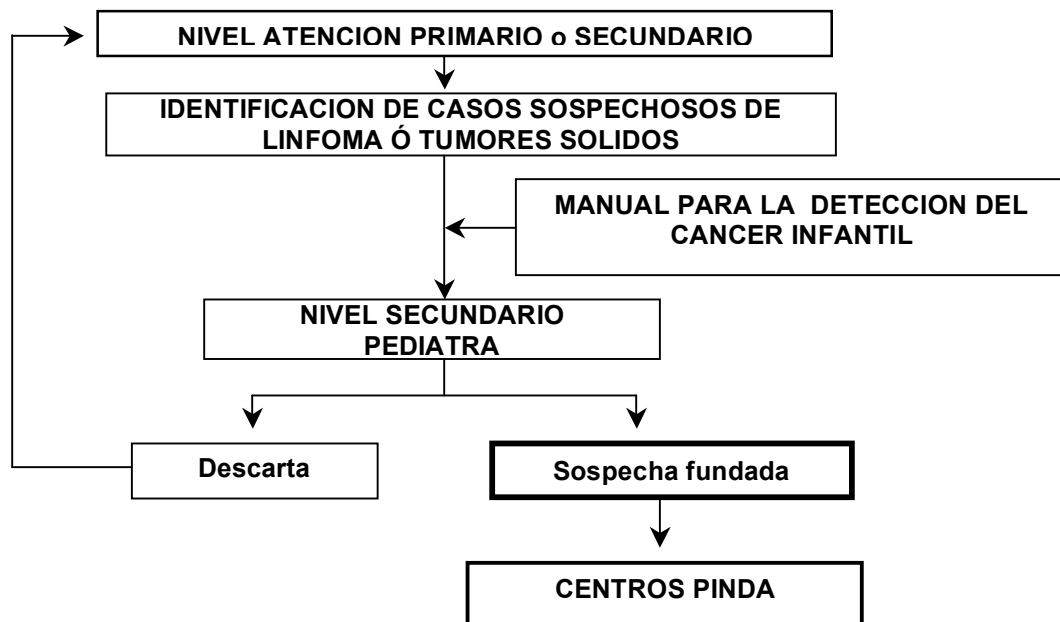 NIVEL ATENCION PRIMARIO o SECUNDARIO
IDENTIFICACION DE CASOS SOSPECHOSOS DE
LINFOMA Ó TUMORES SOLIDOS
MANUAL PARA LA DETECCION DEL
CANCER INFANTIL
NIVEL SECUNDARIO
PEDIATRA
Descarta
Sospecha fundada
CENTROS PINDA